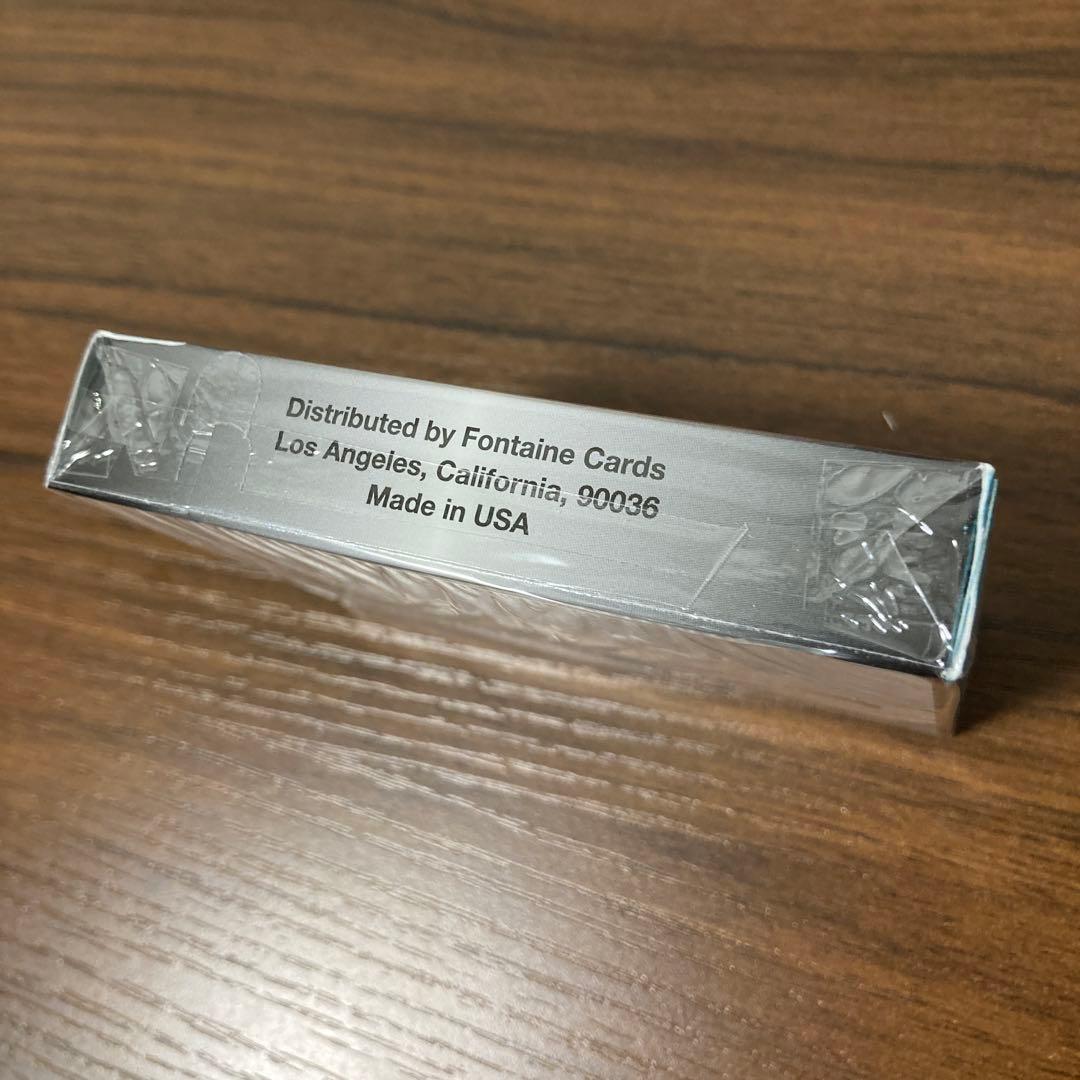 Distributed by Fontaine Cards
Los Angeles, California, 90036
Made in USA